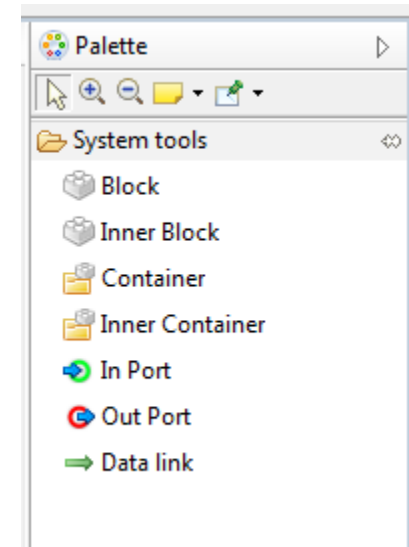 Palette
System tools
Block
Inner Block
Container
Inner Container
In Port
Out Port
Data link